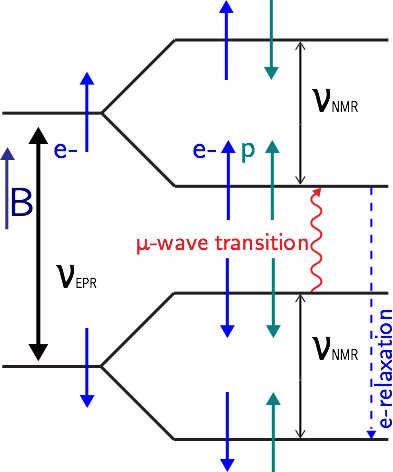 νNMR
e-
e- p
B
μ-wave transition
νEPR
νNMR
e-relaxation